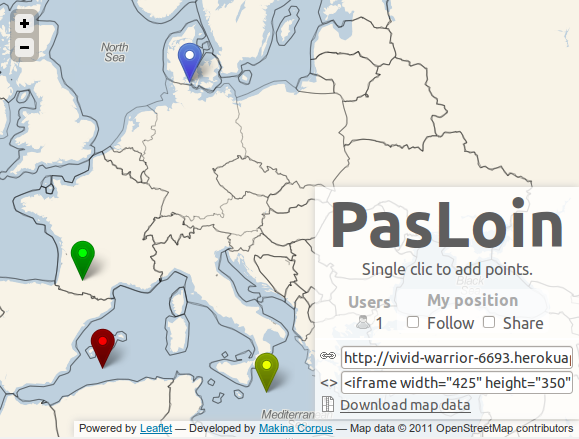 +
−
North
Sea
PasLoin
Single clic to add points.
Users
My position
1
Follow
Share
http://vivid-warrior-6693.herokuap
<> <iframe width="425" height="350"
Download map data
Mediterran
Powered by Leaflet — Developed by Makina Corpus — Map data © 2011 OpenStreetMap contributors